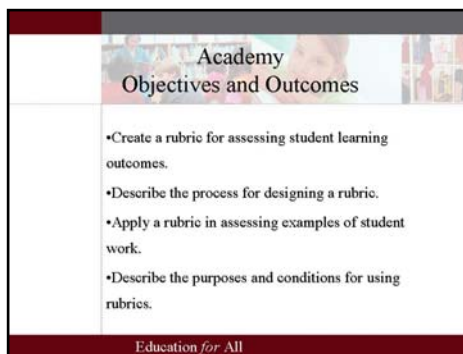 Academy
Objectives and Outcomes
•Create a rubric for assessing student learning
outcomes.
•Describe the process for designing a rubric.
•Apply a rubric in assessing examples of student
work.
•Describe the purposes and conditions for using
rubrics.
Education for All